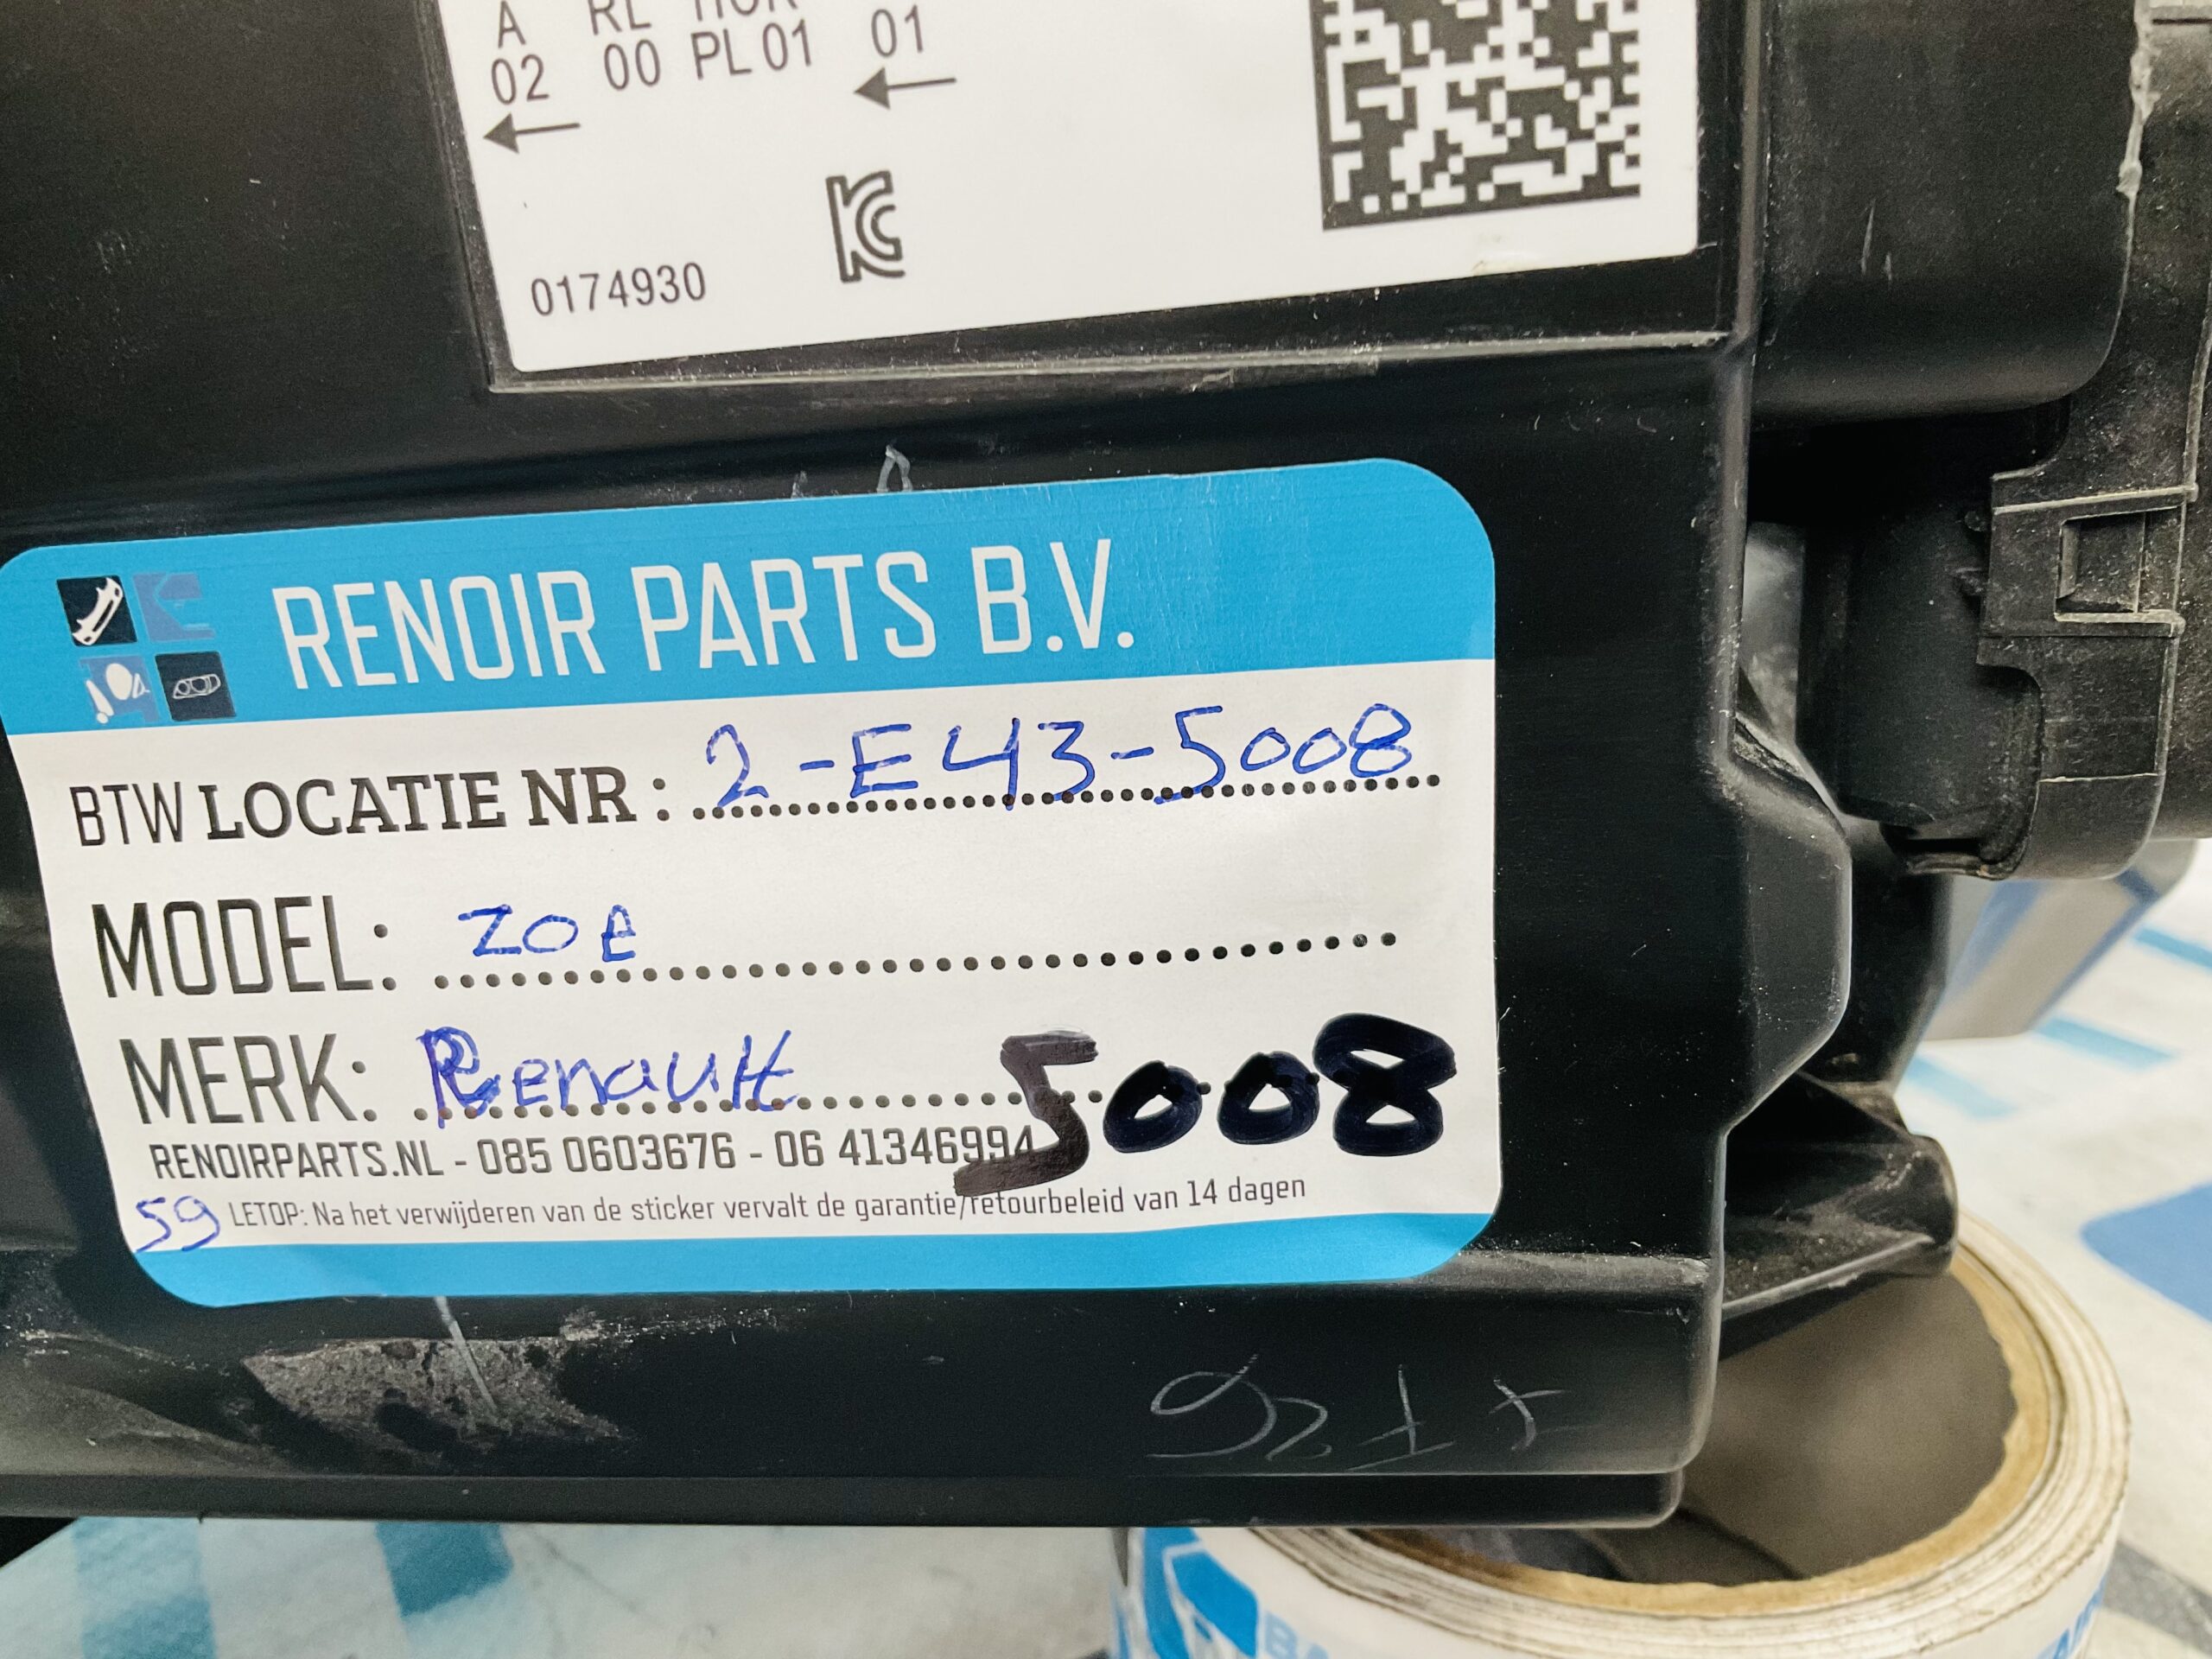 A RL HCR
02 00 PL 01 01
0174930
RENOIR PARTS B.V.
BTW LOCATIE NR : 2-E43-5008
MODEL: ZOE
MERK: Renault
5008
RENOIRPARTS.NL - 085 0603676 - 06 41346994
59 LETOP: Na het verwijderen van de sticker vervalt de garantie/retourbeleid van 14 dagen